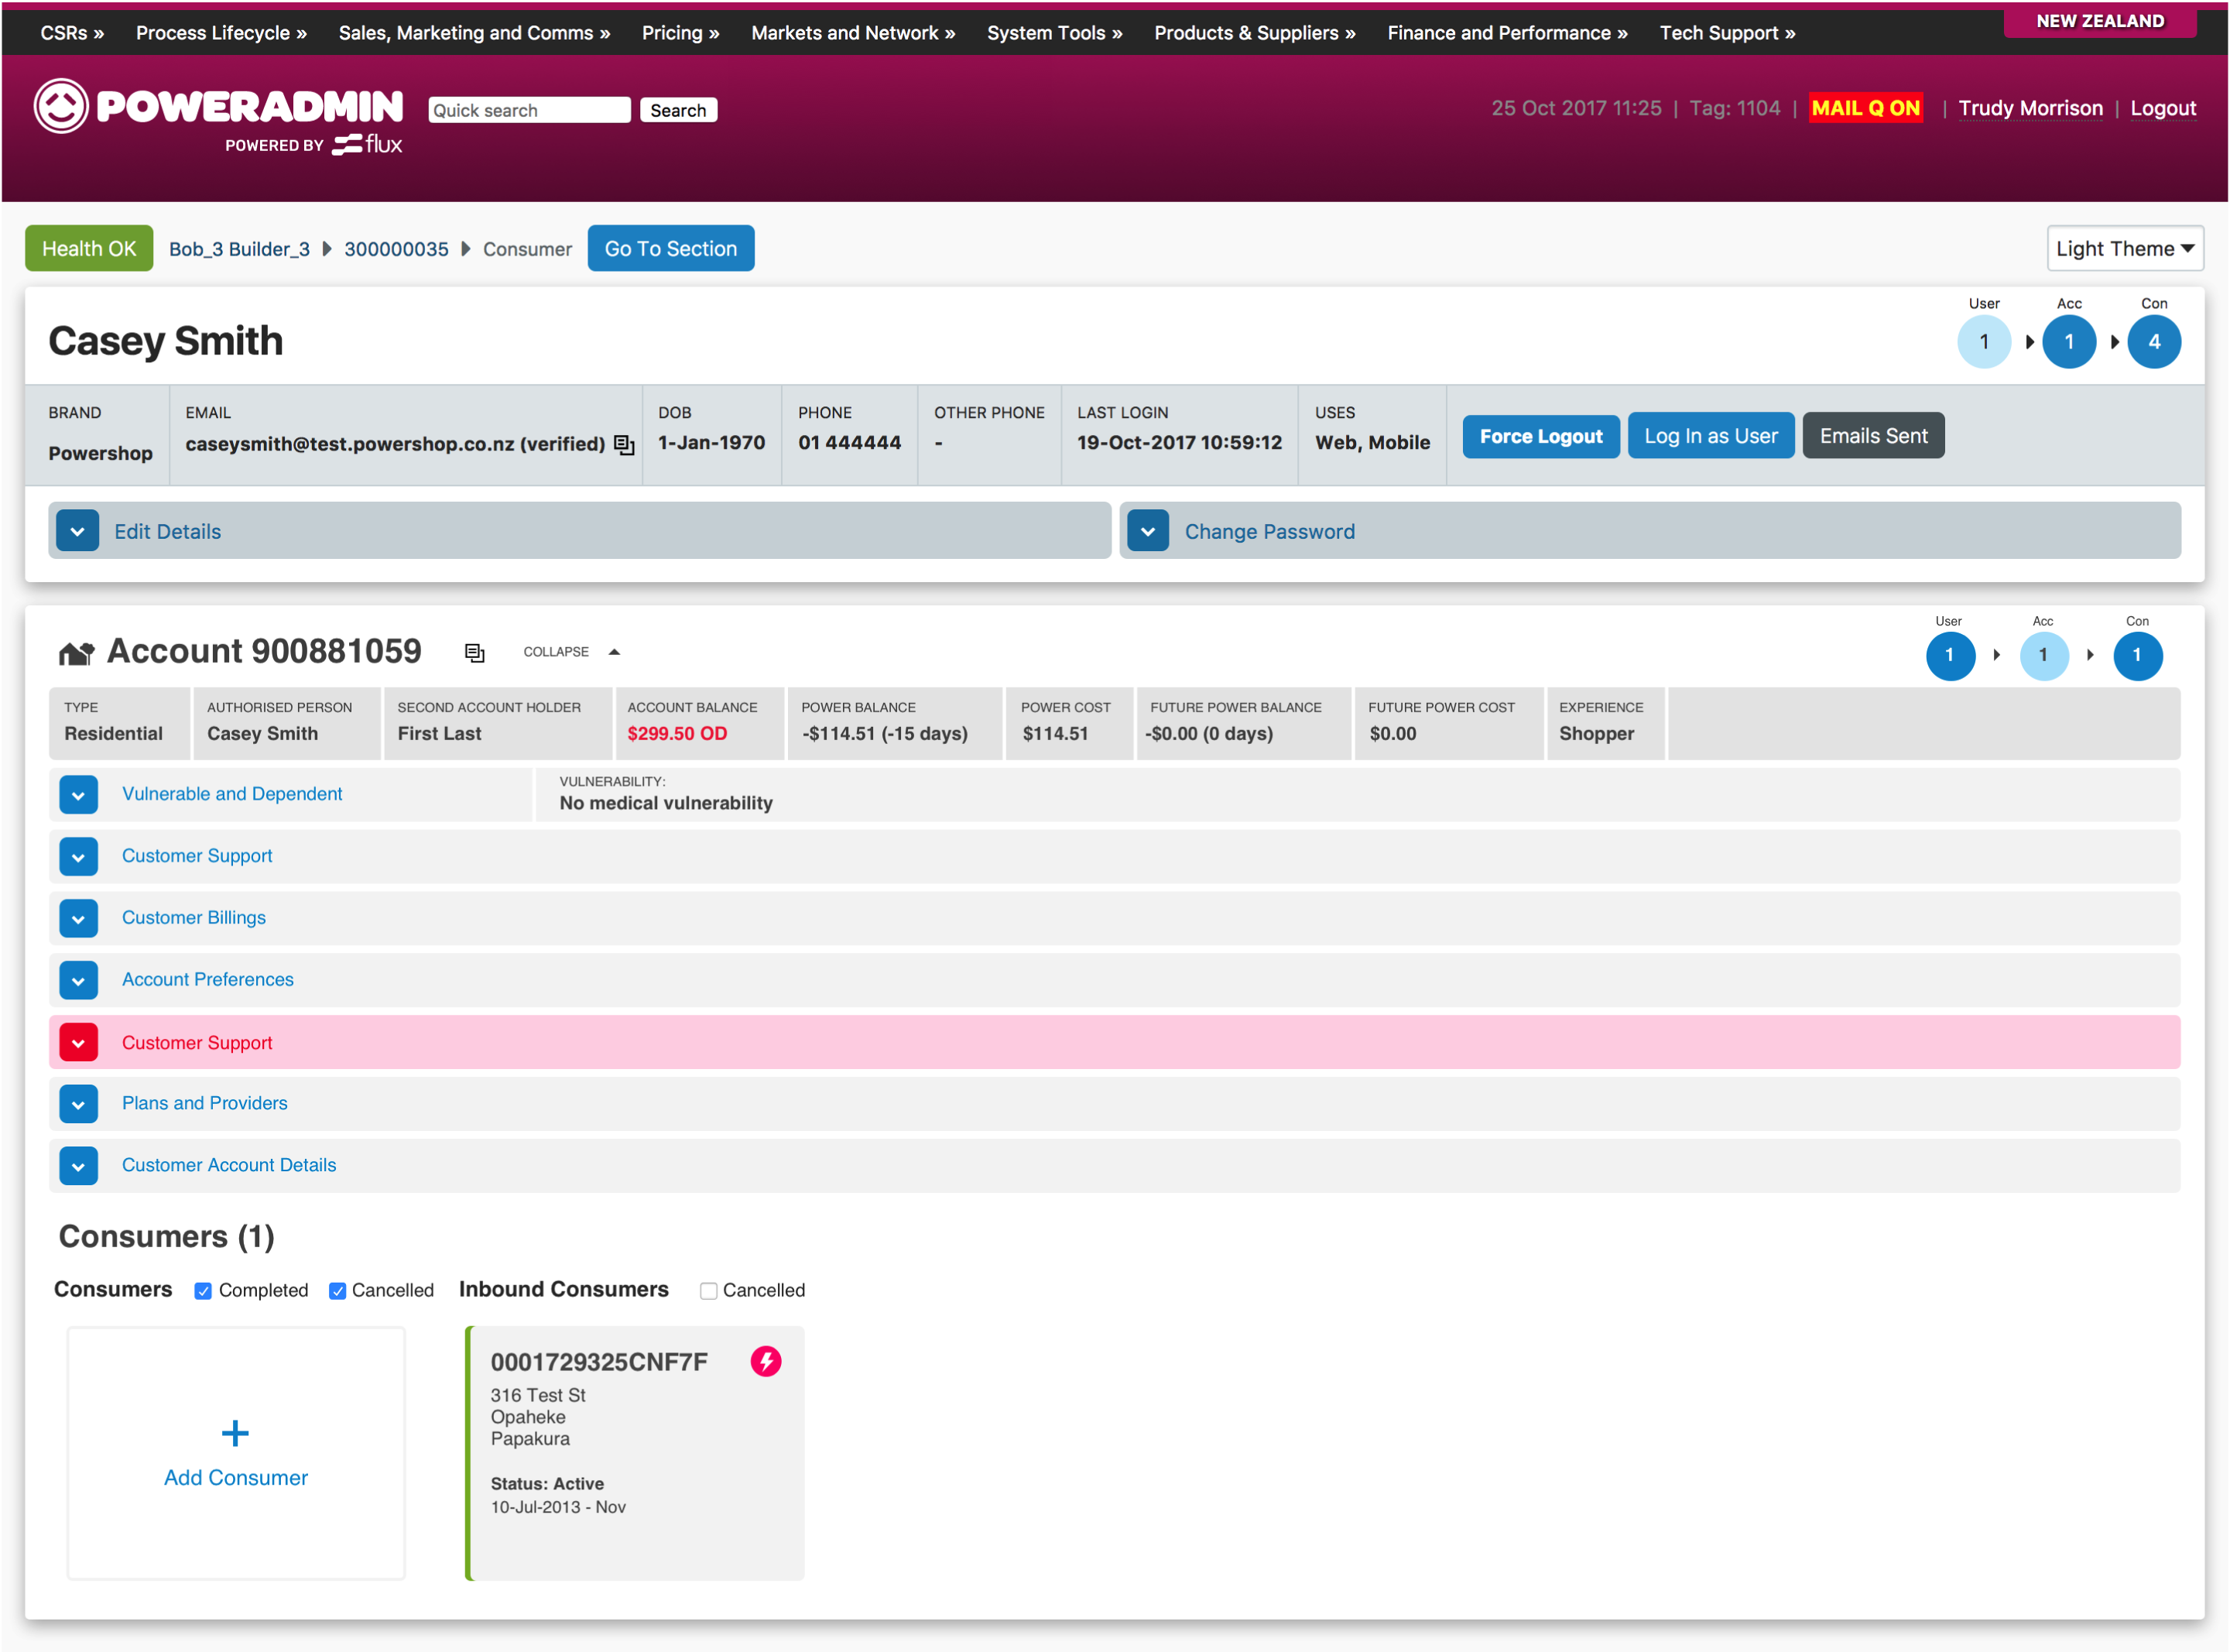 CSRs » Process Lifecycle » Sales, Marketing and Comms » Pricing » Markets and Network » System Tools » Products & Suppliers » Finance and Performance » Tech Support » NEW ZEALAND
POWERADMIN Quick search Search 25 Oct 2017 11:25 | Tag: 1104 | MAIL Q ON | Trudy Morrison | Logout
POWERED BY flux
Health OK Bob_3 Builder_3 300000035 Consumer Go To Section Light Theme
User Acc Con
Casey Smith 1 1 4
BRAND EMAIL DOB PHONE OTHER PHONE LAST LOGIN USES
Powershop caseysmith@test.powershop.co.nz (verified) 1-Jan-1970 01 444444 - 19-Oct-2017 10:59:12 Web, Mobile Force Logout Log In as User Emails Sent
Edit Details Change Password
User Acc Con
Account 900881059 COLLAPSE 1 1 1
TYPE AUTHORISED PERSON SECOND ACCOUNT HOLDER ACCOUNT BALANCE POWER BALANCE POWER COST FUTURE POWER BALANCE FUTURE POWER COST EXPERIENCE
Residential Casey Smith First Last $299.50 OD -$114.51 (-15 days) $114.51 -$0.00 (0 days) $0.00 Shopper
Vulnerable and Dependent VULNERABILITY:
No medical vulnerability
Customer Support
Customer Billings
Account Preferences
Customer Support
Plans and Providers
Customer Account Details
Consumers (1)
Consumers Completed Cancelled Inbound Consumers Cancelled
Add Consumer
0001729325CNF7F
316 Test St
Opaheke
Papakura
Status: Active
10-Jul-2013 - Nov